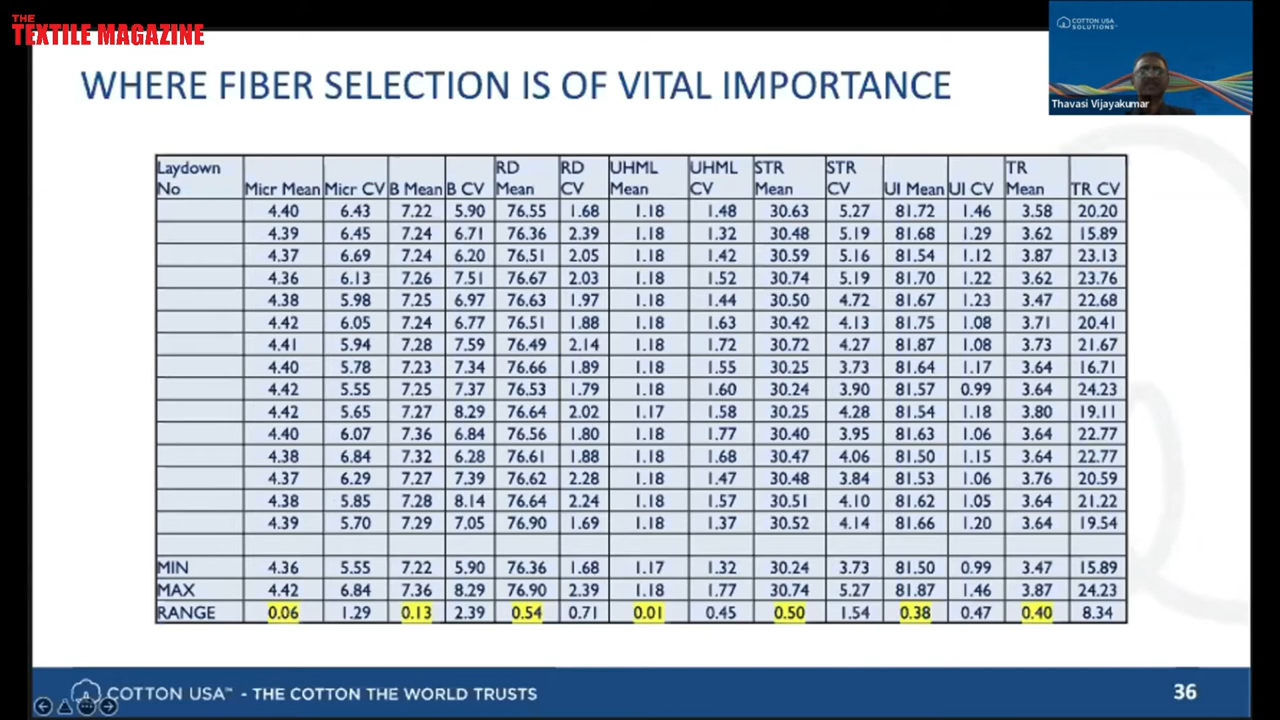 THE
TEXTILE MAGAZINE
COTTON USA
SOLUTIONS™
Thavasi Vijayakumar
WHERE FIBER SELECTION IS OF VITAL IMPORTANCE
Laydown No Micr Mean Micr CV B Mean B CV RD Mean RD CV UHML Mean UHML CV STR Mean STR CV UI Mean UI CV TR Mean TR CV
4.40 6.43 7.22 5.90 76.55 1.68 1.18 1.48 30.63 5.27 81.72 1.46 3.58 20.20
4.39 6.45 7.24 6.71 76.36 2.39 1.18 1.32 30.48 5.19 81.68 1.29 3.62 15.89
4.37 6.69 7.24 6.20 76.51 2.05 1.18 1.42 30.59 5.16 81.54 1.12 3.87 23.13
4.36 6.13 7.26 7.51 76.67 2.03 1.18 1.52 30.74 5.19 81.70 1.22 3.62 23.76
4.38 5.98 7.25 6.97 76.63 1.97 1.18 1.44 30.50 4.72 81.67 1.23 3.47 22.68
4.42 6.05 7.24 6.77 76.51 1.88 1.18 1.63 30.42 4.13 81.75 1.08 3.71 20.41
4.41 5.94 7.28 7.59 76.49 2.14 1.18 1.72 30.72 4.27 81.87 1.08 3.73 21.67
4.40 5.78 7.23 7.34 76.66 1.89 1.18 1.55 30.25 3.73 81.64 1.17 3.64 16.71
4.42 5.55 7.25 7.37 76.53 1.79 1.18 1.60 30.24 3.90 81.57 0.99 3.64 24.23
4.42 5.65 7.27 8.29 76.64 2.02 1.17 1.58 30.25 4.28 81.54 1.18 3.80 19.11
4.40 6.07 7.36 6.84 76.56 1.80 1.18 1.77 30.40 3.95 81.63 1.06 3.64 22.77
4.38 6.84 7.32 6.28 76.61 1.88 1.18 1.68 30.47 4.06 81.50 1.15 3.64 22.77
4.37 6.29 7.27 7.39 76.62 2.28 1.18 1.47 30.48 3.84 81.53 1.06 3.76 20.59
4.38 5.85 7.28 8.14 76.64 2.24 1.18 1.57 30.51 4.10 81.62 1.05 3.64 21.22
4.39 5.70 7.29 7.05 76.90 1.69 1.18 1.37 30.52 4.14 81.66 1.20 3.64 19.54
MIN 4.36 5.55 7.22 5.90 76.36 1.68 1.17 1.32 30.24 3.73 81.50 0.99 3.47 15.89
MAX 4.42 6.84 7.36 8.29 76.90 2.39 1.18 1.77 30.74 5.27 81.87 1.46 3.87 24.23
RANGE 0.06 1.29 0.13 2.39 0.54 0.71 0.01 0.45 0.50 1.54 0.38 0.47 0.40 8.34
COTTON USA™ - THE COTTON THE WORLD TRUSTS
36